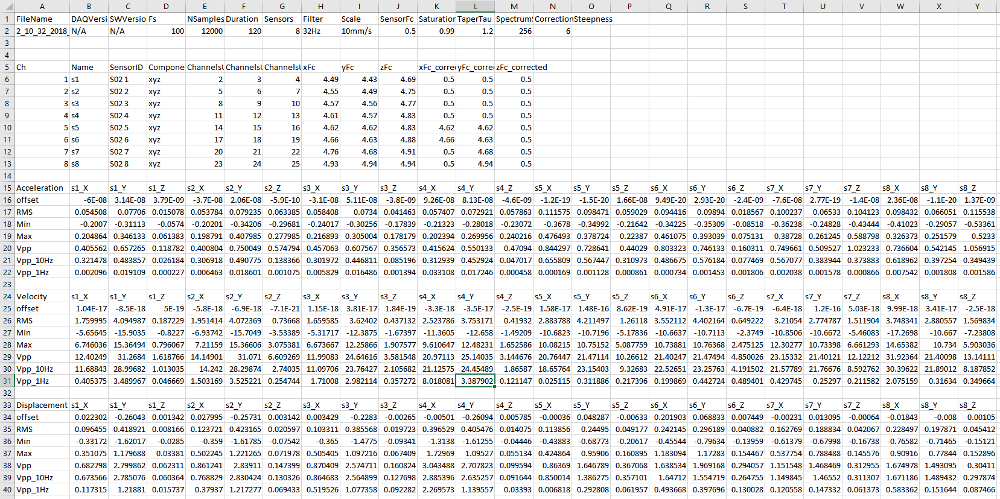 A B C D E F G H I J K L M N O P Q R S T U V W X Y
1 FileName DAQVersi SWVersio Fs NSamples Duration Sensors Filter Scale SensorFc Saturation TaperTau Spectrum CorrectionSteepness
2 2_10_32_2018_ N/A N/A 100 12000 120 8 32Hz 10mm/s 0.5 0.99 1.2 256 6
3
4
5 Ch Name SensorID Compone ChannelsU ChannelsU ChannelsU xFc yFc zFc xFc_corre yFc_corre zFc_corrected
6 1 s1 S02 1 xyz 2 3 4 4.49 4.43 4.69 0.5 0.5 0.5
7 2 s2 S02 2 xyz 5 6 7 4.55 4.49 4.75 0.5 0.5 0.5
8 3 s3 S02 3 xyz 8 9 10 4.57 4.56 4.77 0.5 0.5 0.5
9 4 s4 S02 4 xyz 11 12 13 4.61 4.57 4.83 0.5 0.5 0.5
10 5 s5 S02 5 xyz 14 15 16 4.62 4.62 4.83 4.62 4.62 0.5
11 6 s6 S02 6 xyz 17 18 19 4.66 4.63 4.88 4.66 4.63 0.5
12 7 s7 S02 7 xyz 20 21 22 4.76 4.68 4.91 0.5 4.68 0.5
13 8 s8 S02 8 xyz 23 24 25 4.93 4.94 4.94 0.5 4.94 0.5
14
15 Acceleration s1_X s1_Y s1_Z s2_X s2_Y s2_Z s3_X s3_Y s3_Z s4_X s4_Y s4_Z s5_X s5_Y s5_Z s6_X s6_Y s6_Z s7_X s7_Y s7_Z s8_X s8_Y s8_Z
16 offset -6E-08 3.14E-08 3.79E-09 -3.7E-08 2.06E-08 -5.9E-10 -3.1E-08 5.11E-08 -3.8E-09 9.26E-08 8.13E-08 -4.6E-09 -1.2E-19 -1.5E-20 1.66E-08 9.49E-20 2.93E-20 -2.4E-09 -7.6E-08 2.77E-19 -1.4E-08 2.36E-08 -1.1E-20 1.37E-09
17 RMS 0.054508 0.07706 0.015078 0.053784 0.079235 0.063385 0.058408 0.0734 0.041463 0.057407 0.072921 0.057863 0.111575 0.098471 0.059029 0.094416 0.09894 0.018567 0.100237 0.06533 0.104123 0.098432 0.066051 0.115538
18 Min -0.2007 -0.31113 -0.0574 -0.20201 -0.34206 -0.29681 -0.24017 -0.30256 -0.17839 -0.21323 -0.28018 -0.23072 -0.3678 -0.34992 -0.21642 -0.34225 -0.35309 -0.08518 -0.36238 -0.24828 -0.43444 -0.41023 -0.29057 -0.53361
19 Max 0.204864 0.346133 0.061383 0.198791 0.407985 0.277985 0.216893 0.305004 0.178179 0.202394 0.269956 0.240216 0.476493 0.378724 0.22387 0.461075 0.393039 0.075131 0.38728 0.261245 0.588798 0.326373 0.251579 0.5233
20 Vpp 0.405562 0.657265 0.118782 0.400804 0.750049 0.574794 0.457063 0.607567 0.356573 0.415624 0.550133 0.47094 0.844297 0.728641 0.44029 0.803323 0.746133 0.160311 0.749661 0.509527 1.023233 0.736604 0.542145 1.056915
21 Vpp_10Hz 0.321478 0.483857 0.026184 0.306918 0.490775 0.138366 0.301972 0.446811 0.085196 0.312939 0.452924 0.047017 0.655809 0.567447 0.310973 0.486675 0.576184 0.077469 0.567077 0.383944 0.373883 0.618962 0.397254 0.349439
22 Vpp_1Hz 0.002096 0.019109 0.000227 0.006463 0.018601 0.001075 0.005829 0.016486 0.001394 0.033108 0.017246 0.000458 0.000169 0.001128 0.000861 0.000734 0.001453 0.001806 0.002038 0.001578 0.000866 0.007542 0.001808 0.001586
23
24 Velocity s1_X s1_Y s1_Z s2_X s2_Y s2_Z s3_X s3_Y s3_Z s4_X s4_Y s4_Z s5_X s5_Y s5_Z s6_X s6_Y s6_Z s7_X s7_Y s7_Z s8_X s8_Y s8_Z
25 offset 1.04E-17 -8.5E-18 5E-19 -5.8E-18 -6.9E-18 -7.1E-21 1.15E-18 3.81E-17 1.84E-19 -3.3E-18 -3.5E-17 -2.5E-19 1.58E-17 1.48E-16 8.62E-19 4.91E-17 -1.3E-17 -6.7E-19 -6.4E-18 1.2E-16 5.03E-18 9.99E-18 3.41E-17 -2.5E-18
26 RMS 1.759995 4.094987 0.187229 1.951414 4.072369 0.73668 1.659585 3.62402 0.437132 2.523786 3.753171 0.41932 2.883788 4.211497 1.26118 3.552112 4.402164 0.649222 3.21054 2.774787 1.511904 3.748341 2.880557 1.569834
27 Min -5.65645 -15.9035 -0.8227 -6.93742 -15.7049 -3.53389 -5.31717 -12.3875 -1.67397 -11.3605 -12.658 -1.49209 -10.6823 -10.7196 -5.17836 -10.6637 -10.7113 -2.3749 -10.8506 -10.6672 -5.46083 -17.2698 -10.667 -7.23808
28 Max 6.746036 15.36494 0.796067 7.21159 15.36606 3.075381 6.673667 12.25866 1.907577 9.610647 12.48231 1.652586 10.08215 10.75152 5.087759 10.73881 10.76368 2.475125 12.30277 10.73398 6.661293 14.65382 10.734 5.903036
29 Vpp 12.40249 31.2684 1.618766 14.14901 31.071 6.609269 11.99083 24.64616 3.581548 20.97113 25.14035 3.144676 20.76447 21.47114 10.26612 21.40247 21.47494 4.850026 23.15332 21.40121 12.12212 31.92364 21.40098 13.14111
30 Vpp_10Hz 11.68843 28.99682 1.013035 14.242 28.29874 2.74035 11.09706 23.76427 2.105682 21.12575 24.45489 1.86587 18.65764 23.15403 9.32683 22.52651 23.25763 4.191502 21.57789 21.76676 8.592762 30.39622 21.89012 8.187852
31 Vpp_1Hz 0.405375 3.489967 0.046669 1.503169 3.525221 0.254744 1.71008 2.982114 0.357272 8.018081 3.387902 0.121147 0.025115 0.311886 0.217396 0.199869 0.442724 0.489401 0.429745 0.25297 0.211582 2.075159 0.31634 0.349664
32
33 Displacement s1_X s1_Y s1_Z s2_X s2_Y s2_Z s3_X s3_Y s3_Z s4_X s4_Y s4_Z s5_X s5_Y s5_Z s6_X s6_Y s6_Z s7_X s7_Y s7_Z s8_X s8_Y s8_Z
34 offset 0.022302 -0.26043 0.001342 0.027995 -0.25731 0.003142 0.003429 -0.2283 -0.00265 -0.00501 -0.26094 0.005785 -0.00036 0.048287 -0.00633 0.201903 0.068833 0.007449 -0.00231 0.013095 -0.00064 -0.01843 -0.008 0.00105
35 RMS 0.096455 0.418921 0.008166 0.123721 0.423165 0.020597 0.103311 0.385568 0.019723 0.396529 0.405476 0.014075 0.113856 0.24495 0.049177 0.242145 0.296189 0.040882 0.162769 0.188834 0.042067 0.228497 0.197871 0.045412
36 Min -0.33172 -1.62017 -0.0285 -0.359 -1.61785 -0.07542 -0.365 -1.4775 -0.09341 -1.3138 -1.61255 -0.04446 -0.43883 -0.68773 -0.20617 -0.45544 -0.79634 -0.13959 -0.61379 -0.67998 -0.16738 -0.76582 -0.71465 -0.15121
37 Max 0.351075 1.179688 0.03381 0.502245 1.221265 0.071978 0.505405 1.097216 0.067409 1.72969 1.09527 0.055134 0.424864 0.95906 0.160895 1.183094 1.17283 0.154467 0.537754 0.788488 0.145576 0.90916 0.77844 0.152896
38 Vpp 0.682798 2.799862 0.062311 0.861241 2.83911 0.147399 0.870409 2.574711 0.160824 3.043488 2.707823 0.099594 0.86369 1.646789 0.367068 1.638534 1.969168 0.294057 1.151548 1.468469 0.312955 1.674978 1.493095 0.30411
39 Vpp_10Hz 0.673566 2.785076 0.060364 0.768829 2.830424 0.130326 0.864683 2.564899 0.127698 2.885396 2.635257 0.091644 0.850014 1.386275 0.357101 1.64712 1.554719 0.264755 1.149845 1.46552 0.311307 1.671186 1.489432 0.297874
40 Vpp_1Hz 0.117315 1.21881 0.015737 0.37937 1.217277 0.069433 0.519526 1.077358 0.092282 2.269573 1.139557 0.03393 0.006818 0.292808 0.061957 0.493668 0.397696 0.130028 0.120558 0.147332 0.061373 0.583362 0.151644 0.087466